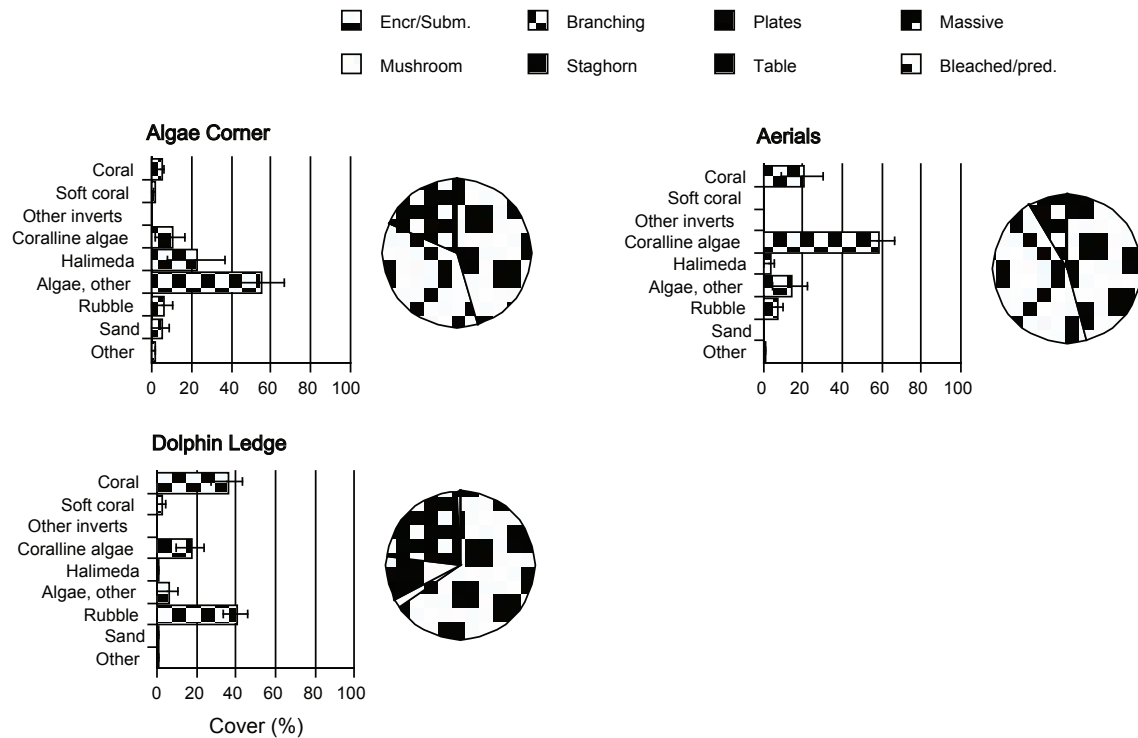 Encr/Subm. Branching Plates Massive
Mushroom Staghorn Table Bleached/pred.
Algae Corner
Coral
Soft coral
Other inverts
Coralline algae
Halimeda
Algae, other
Rubble
Sand
Other
0 20 40 60 80 100
Aerials
Coral
Soft coral
Other inverts
Coralline algae
Halimeda
Algae, other
Rubble
Sand
Other
0 20 40 60 80 100
Dolphin Ledge
Coral
Soft coral
Other inverts
Coralline algae
Halimeda
Algae, other
Rubble
Sand
Other
0 20 40 60 80 100
Cover (%)